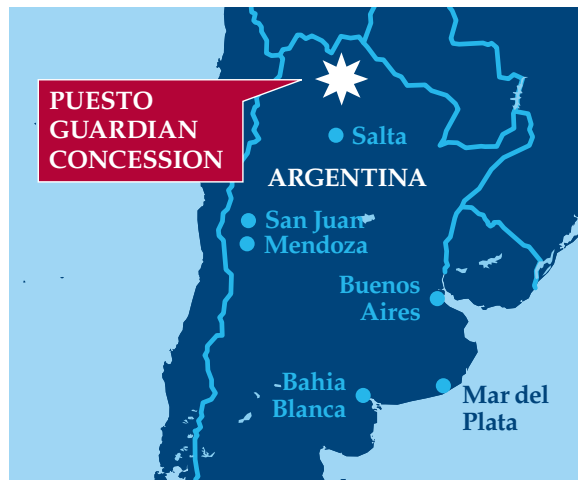 PUESTO
GUARDIAN
CONCESSION
Salta
ARGENTINA
San Juan
Mendoza
Buenos
Aires
Bahia
Blanca
Mar del
Plata